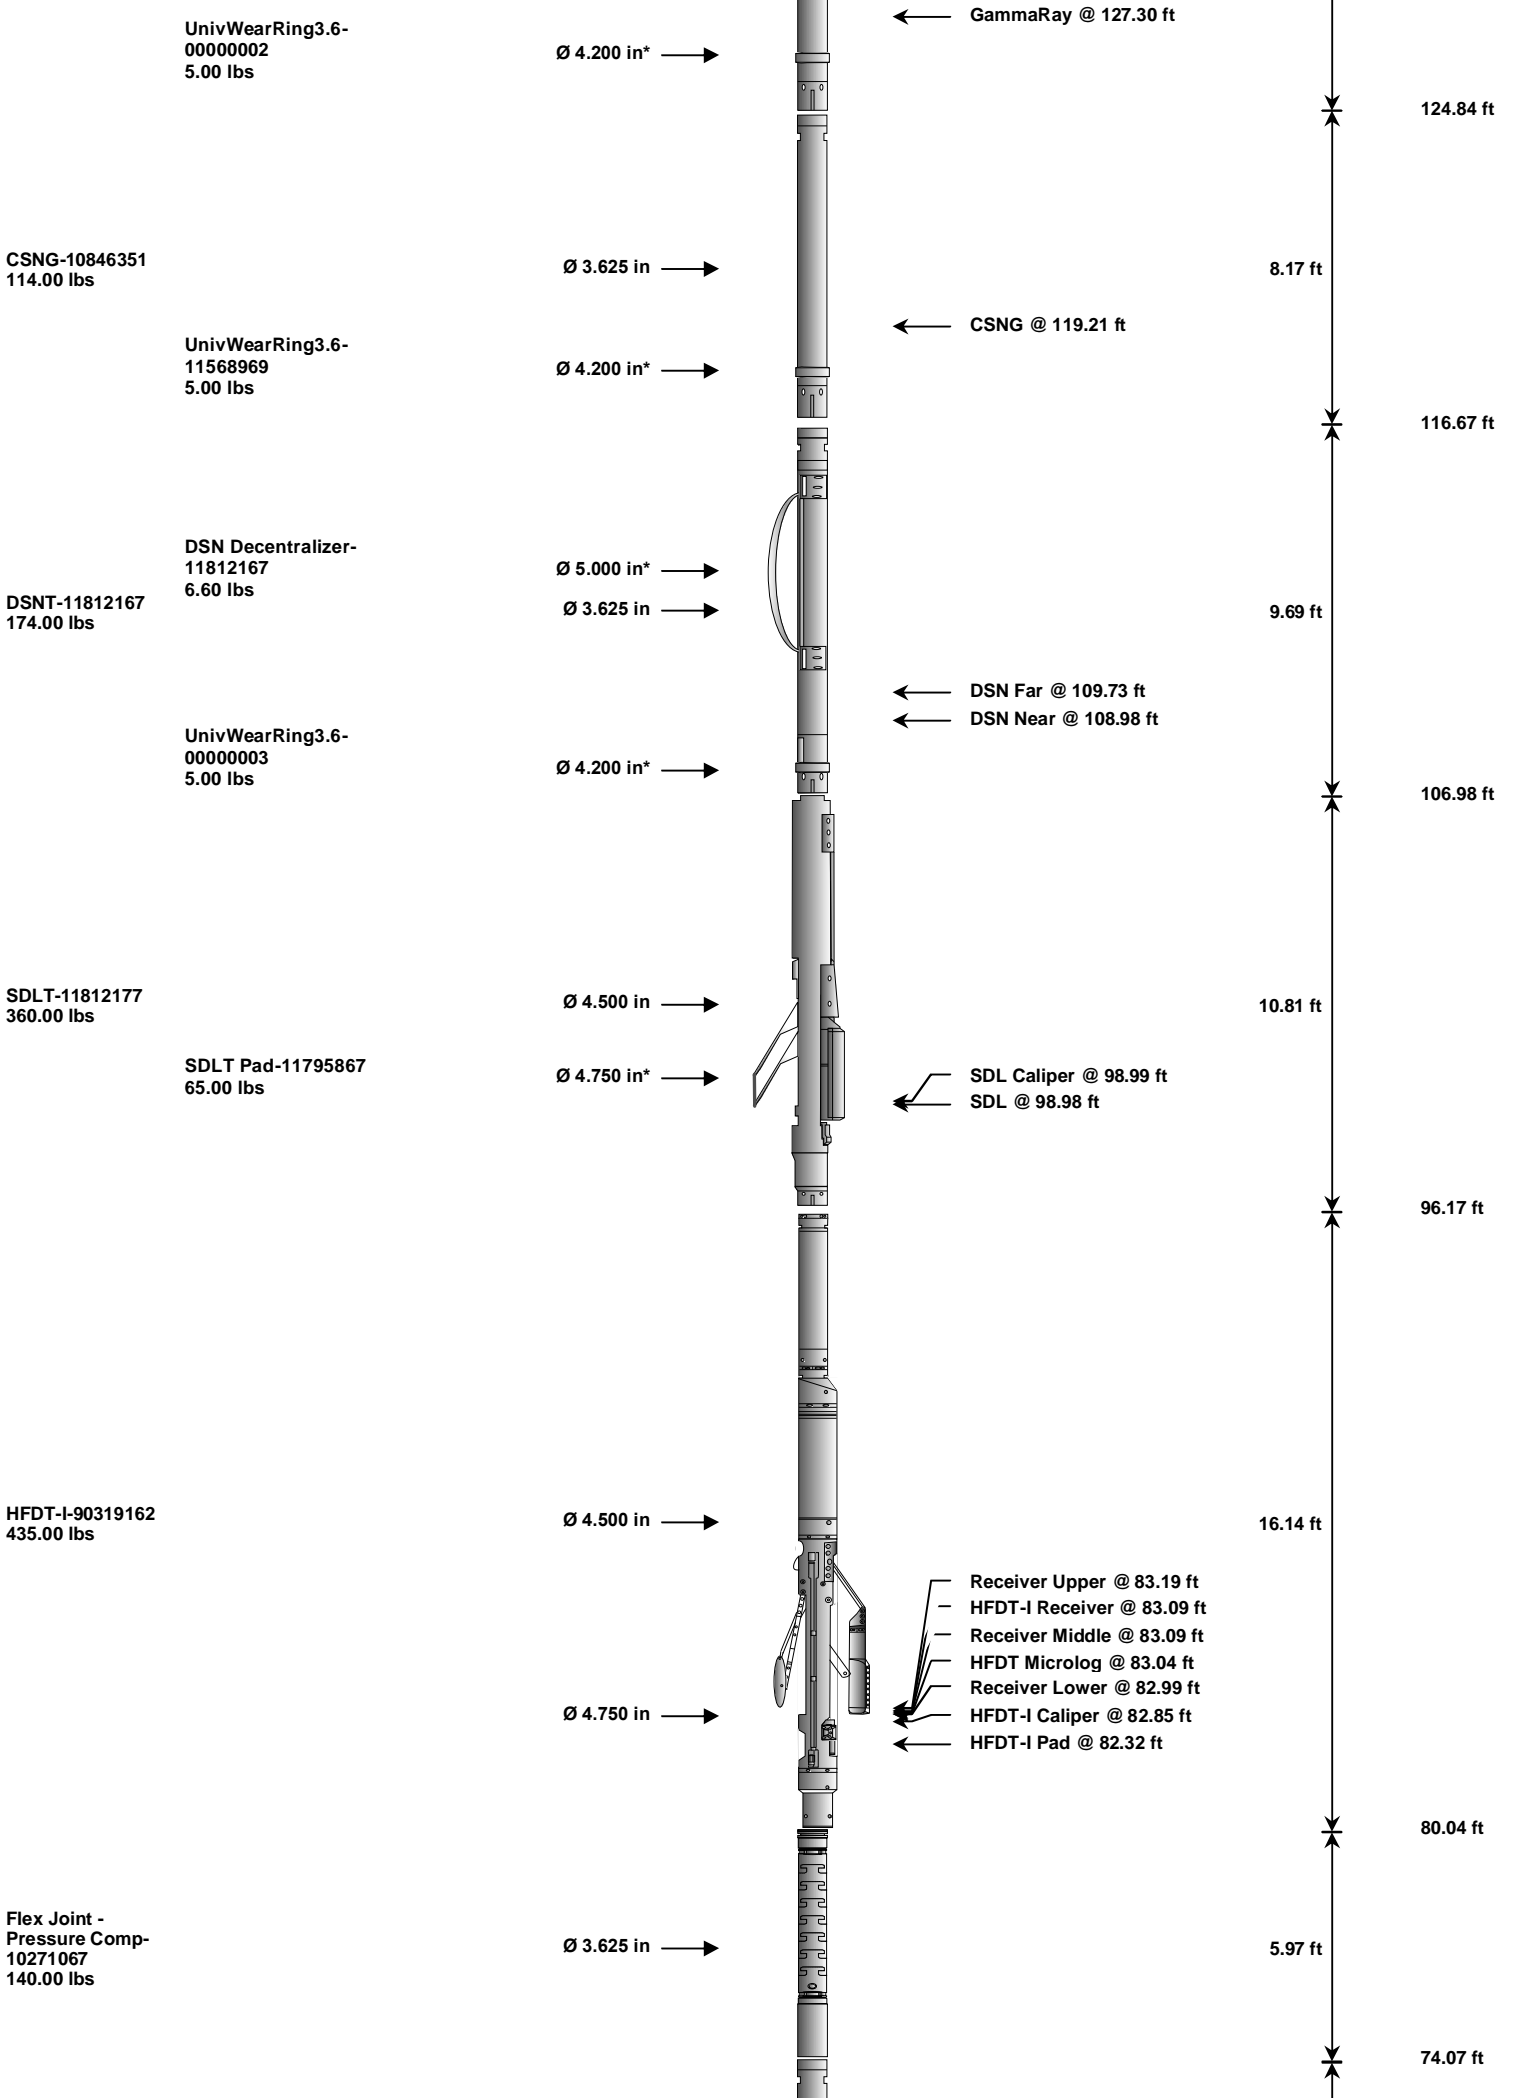 GammaRay @ 127.30 ft
UnivWearRing3.6-
00000002
5.00 lbs
Ø 4.200 in*
124.84 ft
CSNG-10846351
114.00 lbs
Ø 3.625 in
8.17 ft
CSNG @ 119.21 ft
UnivWearRing3.6-
11568969
5.00 lbs
Ø 4.200 in*
116.67 ft
DSN Decentralizer-
11812167
6.60 lbs
Ø 5.000 in*
DSNT-11812167
174.00 lbs
Ø 3.625 in
9.69 ft
DSN Far @ 109.73 ft
DSN Near @ 108.98 ft
UnivWearRing3.6-
00000003
5.00 lbs
Ø 4.200 in*
106.98 ft
SDLT-11812177
360.00 lbs
Ø 4.500 in
10.81 ft
SDLT Pad-11795867
65.00 lbs
Ø 4.750 in*
SDL Caliper @ 98.99 ft
SDL @ 98.98 ft
96.17 ft
HFDT-I-90319162
435.00 lbs
Ø 4.500 in
16.14 ft
Receiver Upper @ 83.19 ft
HFDT-I Receiver @ 83.09 ft
Receiver Middle @ 83.09 ft
HFDT Microlog @ 83.04 ft
Receiver Lower @ 82.99 ft
Ø 4.750 in
HFDT-I Caliper @ 82.85 ft
HFDT-I Pad @ 82.32 ft
80.04 ft
Flex Joint -
Pressure Comp-
10271067
140.00 lbs
Ø 3.625 in
5.97 ft
74.07 ft